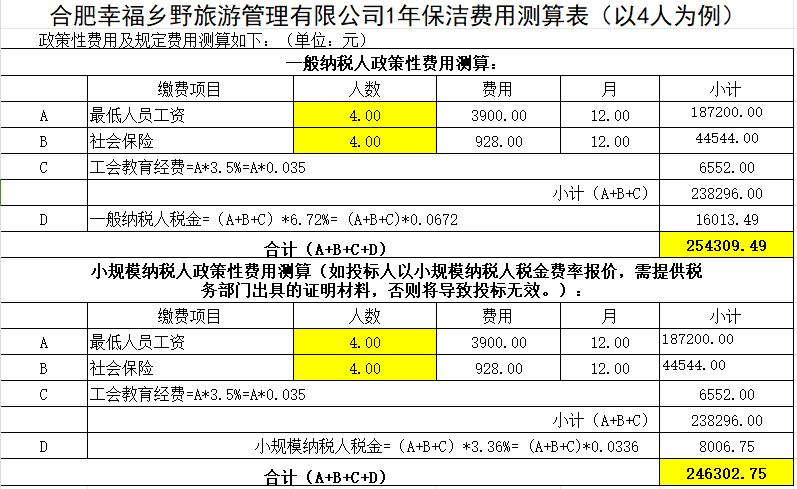 合肥幸福乡野旅游管理有限公司1年保洁费用测算表（以4人为例）
政策性费用及规定费用测算如下：（单位：元）
一般纳税人政策性费用测算：
缴费项目 人数 费用 月 小计
A 最低人员工资 4.00 3900.00 12.00 187200.00
B 社会保险 4.00 928.00 12.00 44544.00
C 工会教育经费=A*3.5%=A*0.035 6552.00
小计（A+B+C） 238296.00
D 一般纳税人税金=（A+B+C）*6.72%=（A+B+C)*0.0672 16013.49
合计（A+B+C+D） 254309.49
小规模纳税人政策性费用测算（如投标人以小规模纳税人税金费率报价，需提供税
务部门出具的证明材料，否则将导致投标无效。）：
缴费项目 人数 费用 月 小计
A 最低人员工资 4.00 3900.00 12.00 187200.00
B 社会保险 4.00 928.00 12.00 44544.00
C 工会教育经费=A*3.5%=A*0.035 6552.00
小计（A+B+C） 238296.00
D 小规模纳税人税金=（A+B+C）*3.36%=（A+B+C)*0.0336 8006.75
合计（A+B+C+D） 246302.75